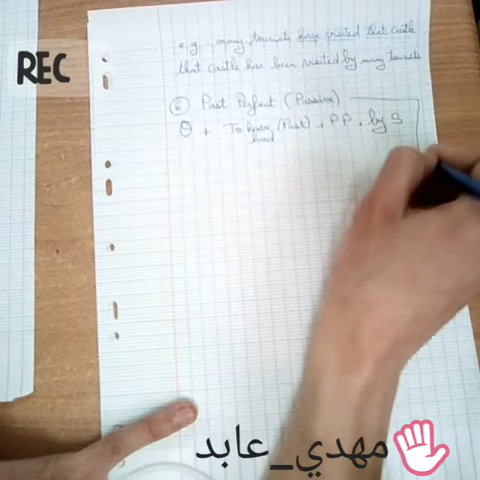 REC
e.g: many tourists have visited that castle
that castle has been visited by many tourists
⑥ Past Perfect (Passive)
θ + To have (Past) + PP + by S
had
مهدي_عابد